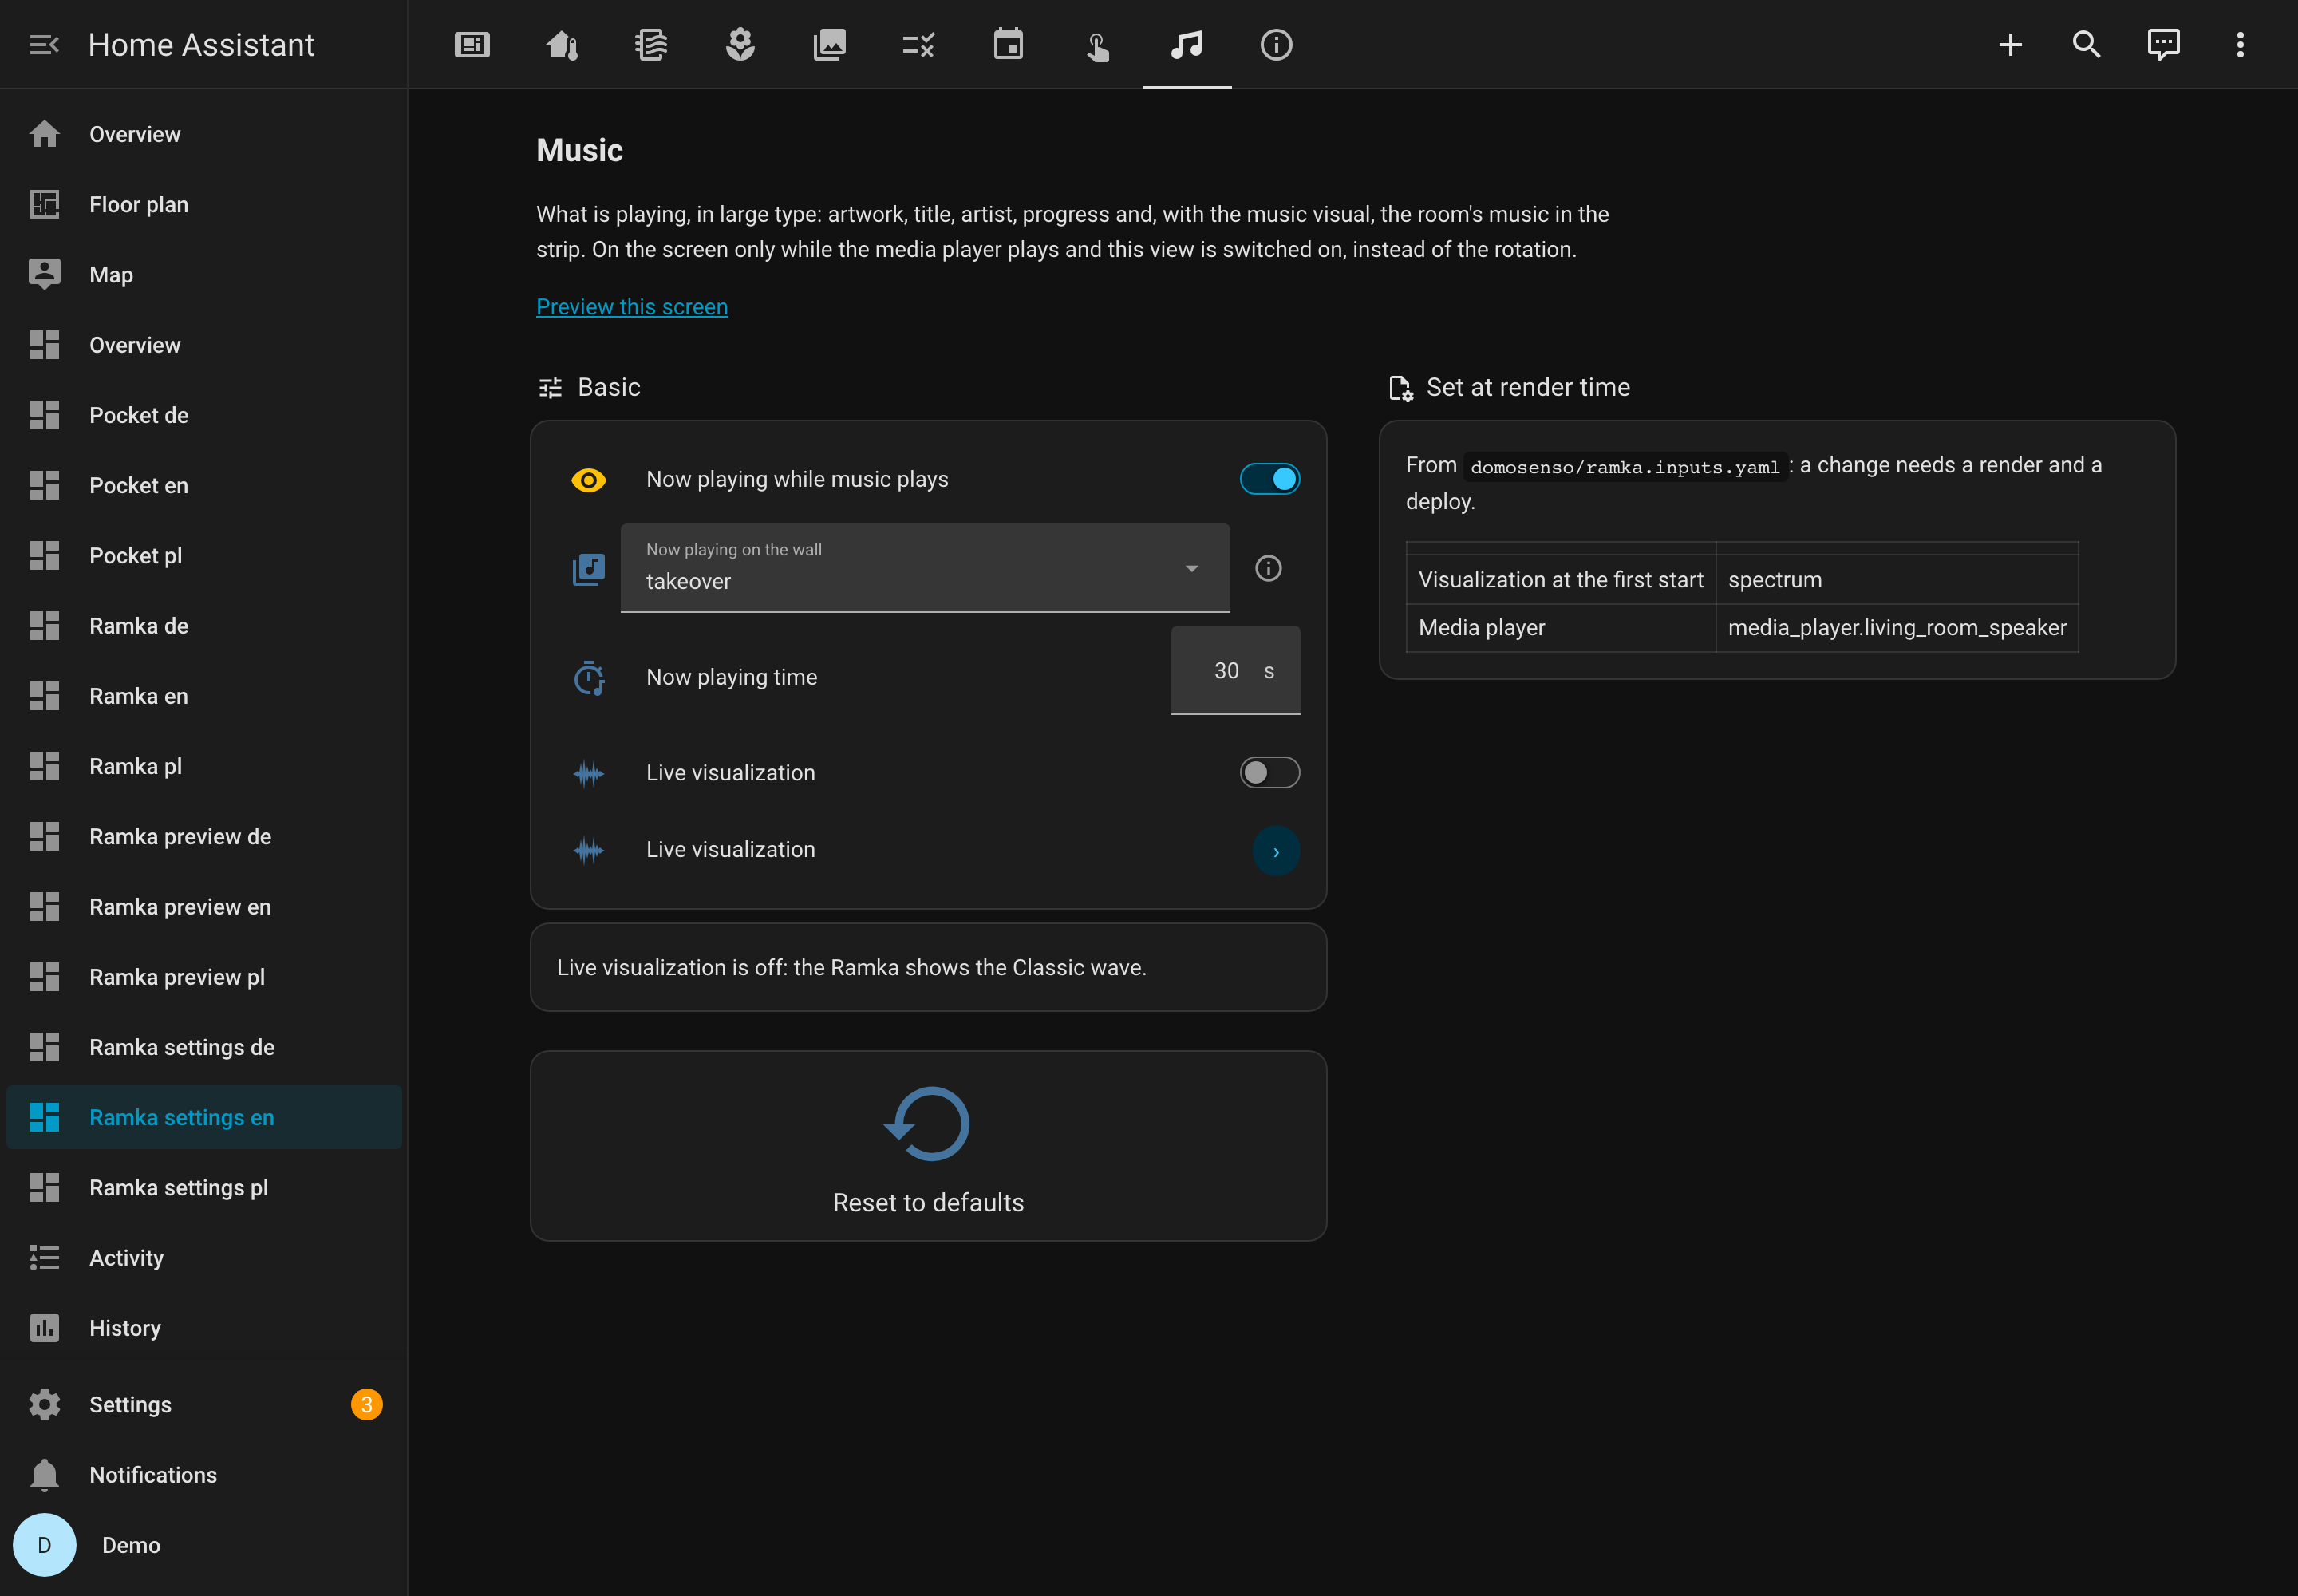 Home Assistant
Overview
Floor plan
Map
Overview
Pocket de
Pocket en
Pocket pl
Ramka de
Ramka en
Ramka pl
Ramka preview de
Ramka preview en
Ramka preview pl
Ramka settings de
Ramka settings en
Ramka settings pl
Activity
History
Settings
3
Notifications
D
Demo
Music
What is playing, in large type: artwork, title, artist, progress and, with the music visual, the room's music in the
strip. On the screen only while the media player plays and this view is switched on, instead of the rotation.
Preview this screen
Basic
Now playing while music plays
Now playing on the wall
takeover
Now playing time
30 s
Live visualization
Live visualization
›
Live visualization is off: the Ramka shows the Classic wave.
Reset to defaults
Set at render time
From domosenso/ramka.inputs.yaml: a change needs a render and a
deploy.
Visualization at the first start spectrum
Media player media_player.living_room_speaker